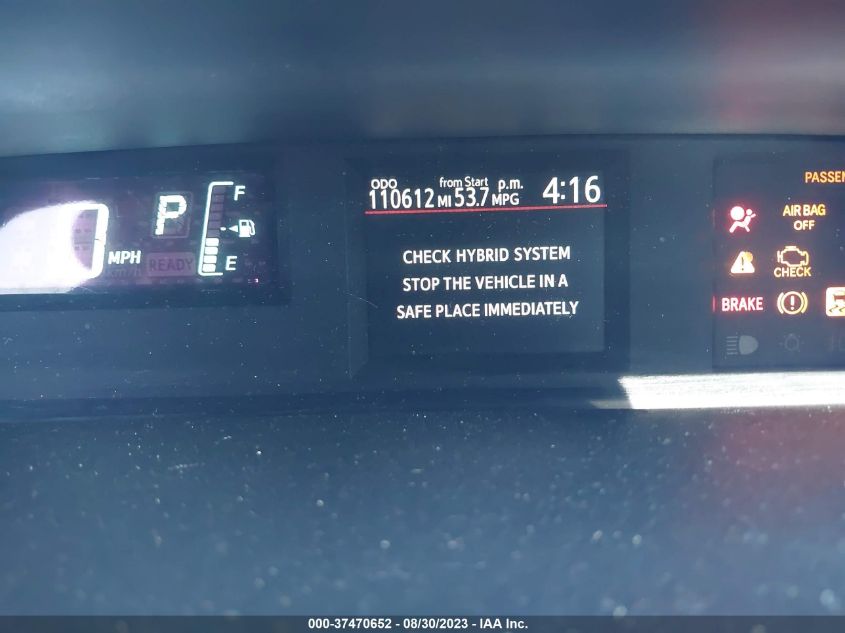 MPH
km/h
P
READY
F
E
ODO from Start p.m.
110612 MI 53.7 MPG 4:16
CHECK HYBRID SYSTEM
STOP THE VEHICLE IN A
SAFE PLACE IMMEDIATELY
AIR BAG
OFF
CHECK
BRAKE
000-37470652 - 08/30/2023 - IAA Inc.